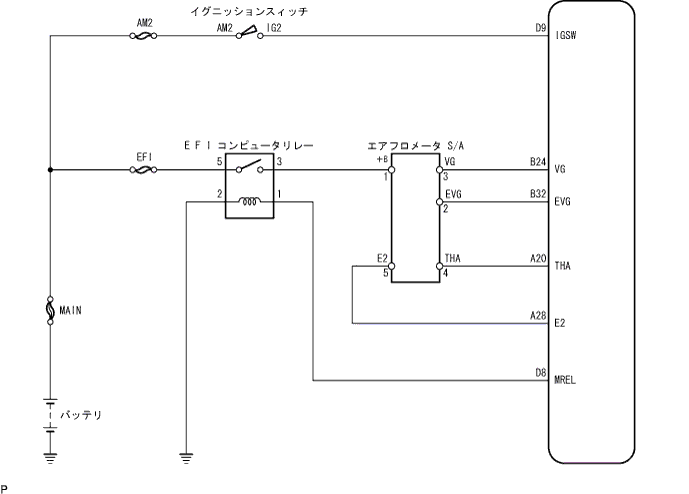 イグニッションスィッチ
AM2
AM2 IG2
D9
IGSW
EFI コンピュータリレー
エアフロメータ S/A
EFI
5 3
+B
1
VG
3
B24
VG
2 1
EVG
2
B32
EVG
E2
5
THA
4
A20
THA
MAIN
A28
E2
D8
MREL
バッテリ
P